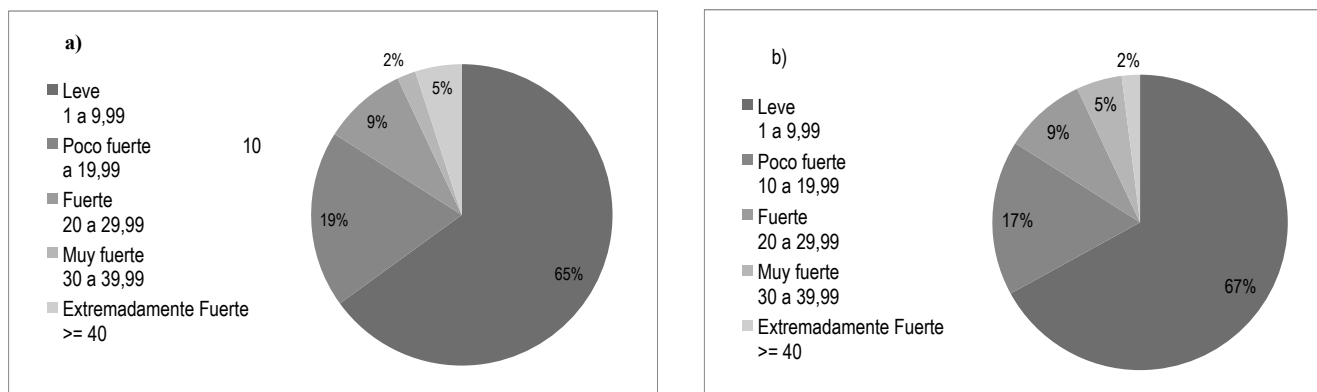 a)
Leve
1 a 9,99
Poco fuerte 10
a 19,99
Fuerte
20 a 29,99
Muy fuerte
30 a 39,99
Extremadamente Fuerte
>= 40
2%
5%
9%
19%
65%
b)
Leve
1 a 9,99
Poco fuerte
10 a 19,99
Fuerte
20 a 29,99
Muy fuerte
30 a 39,99
Extremadamente Fuerte
>= 40
2%
5%
9%
17%
67%